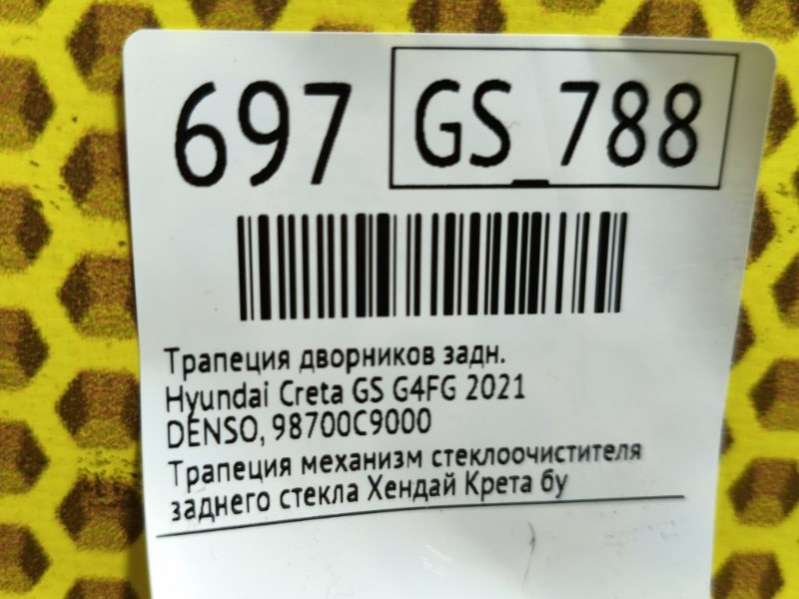 697 GS_788
Трапеция дворников задн.
Hyundai Creta GS G4FG 2021
DENSO, 98700C9000
Трапеция механизм стеклоочистителя
заднего стекла Хендай Крета бу